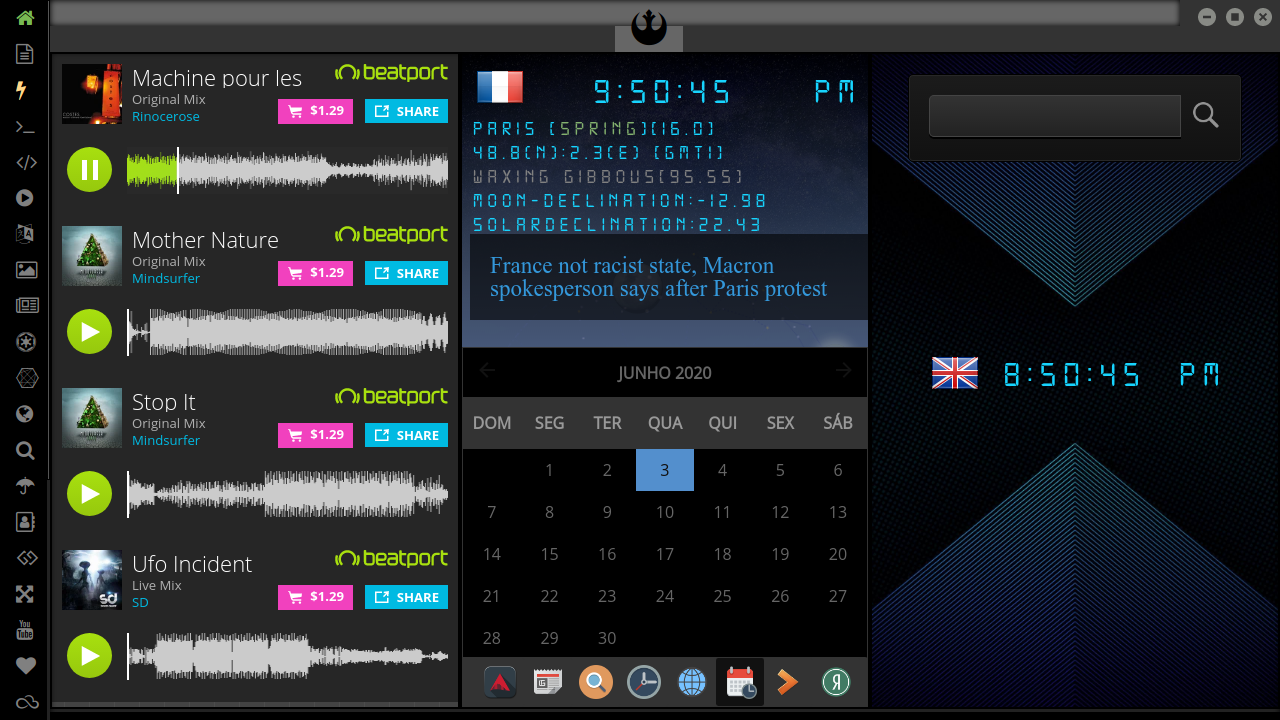 Machine pour les
beatport
Original Mix
Rinocerose
$1.29
SHARE
Mother Nature
beatport
Original Mix
Mindsurfer
$1.29
SHARE
Stop It
beatport
Original Mix
Mindsurfer
$1.29
SHARE
Ufo Incident
beatport
Live Mix
SD
$1.29
SHARE
sd
9:50:45 PM
PARIS [SPRING][16.0]
48.8(N):2.3(E) [GMT1]
WAXING GIBBOUS[95.55]
MOON-DECLINATION:-12.98
SOLARDECLINATION:22.43
France not racist state, Macron
spokesperson says after Paris protest
JUNHO 2020
DOM SEG TER QUA QUI SEX SÁB
1 2 3 4 5 6
7 8 9 10 11 12 13
14 15 16 17 18 19 20
21 22 23 24 25 26 27
28 29 30
8:50:45 PM
You
Tube
Я